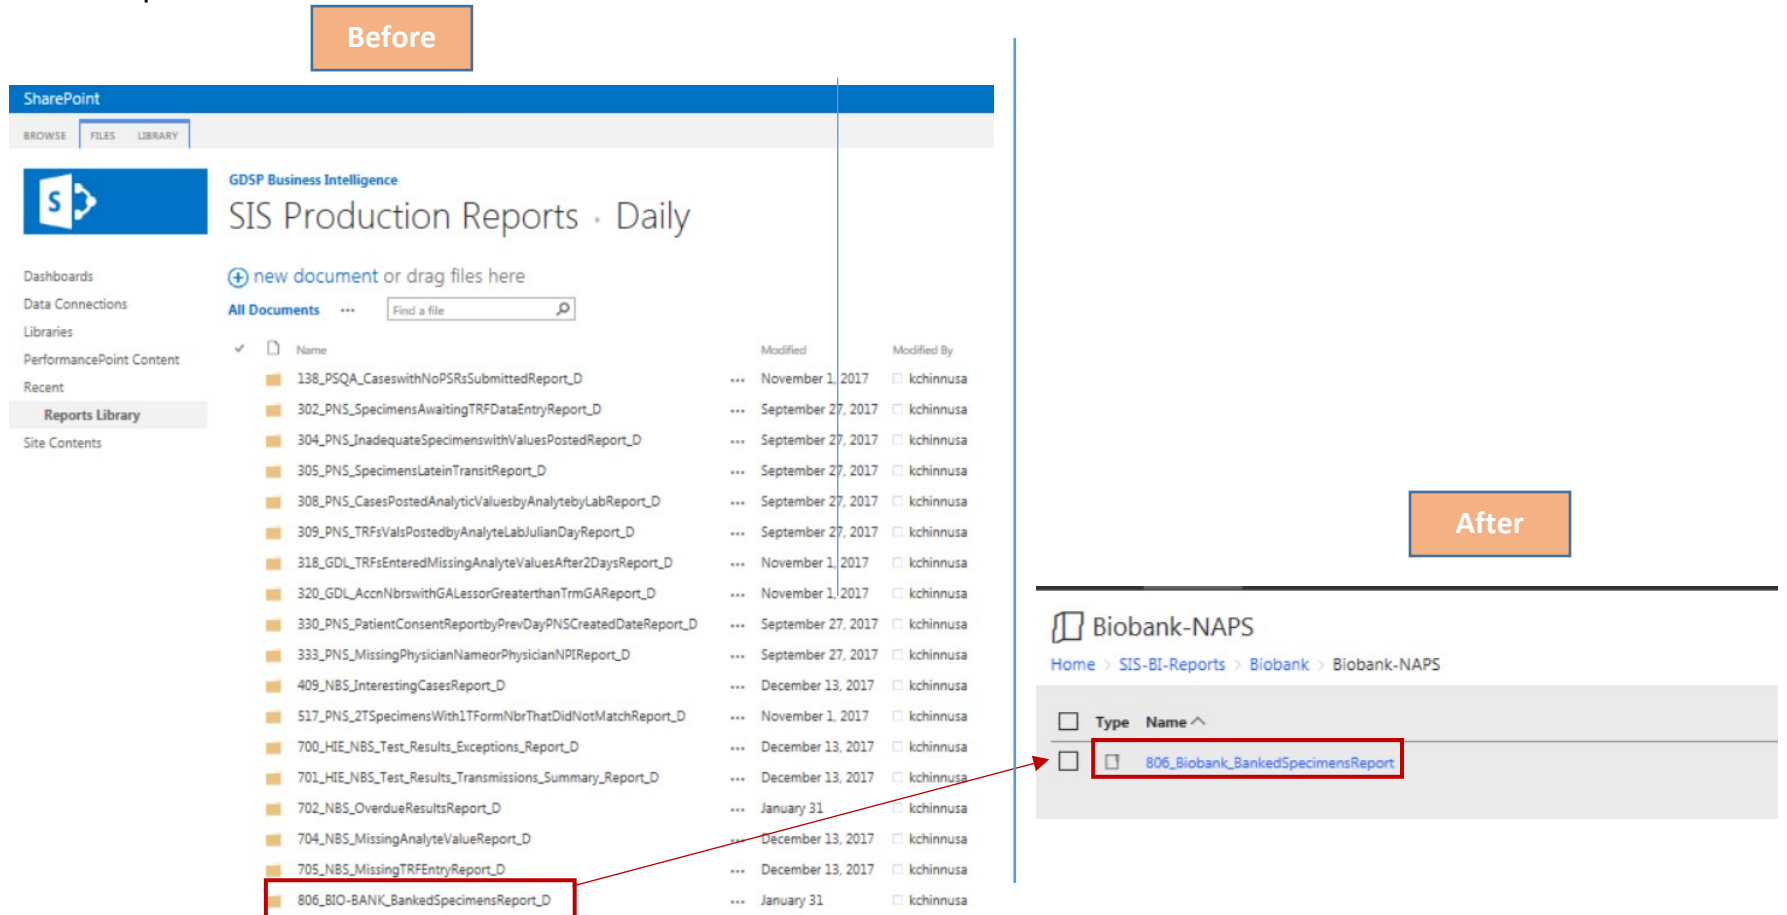 Before
SharePoint
BROWSE FILES LIBRARY
S
GDSP Business Intelligence
SIS Production Reports › Daily
Dashboards
Data Connections
Libraries
PerformancePoint Content
Recent
Reports Library
Site Contents
new document or drag files here
All Documents ... Find a file
Name Modified Modified By
138_PSQA_CaseswithNoPSRsSubmittedReport_D ... November 1, 2017 kchinnusa
302_PNS_SpecimensAwaitingTRFDataEntryReport_D ... September 27, 2017 kchinnusa
304_PNS_InadequateSpecimenswithValuesPostedReport_D ... September 27, 2017 kchinnusa
305_PNS_SpecimensLateinTransitReport_D ... September 27, 2017 kchinnusa
308_PNS_CasesPostedAnalyticValuesbyAnalytebyLabReport_D ... September 27, 2017 kchinnusa
309_PNS_TRFsValsPostedbyAnalyteLabJulianDayReport_D ... September 27, 2017 kchinnusa
318_GDL_TRFsEnteredMissingAnalyteValuesAfter2DaysReport_D ... November 1, 2017 kchinnusa
320_GDL_AccnNbrswithGALessorGreaterthanTrmGAReport_D ... November 1, 2017 kchinnusa
330_PNS_PatientConsentReportbyPrevDayPNSCreatedDateReport_D ... September 27, 2017 kchinnusa
333_PNS_MissingPhysicianNameorPhysicianNPIReport_D ... September 27, 2017 kchinnusa
409_NBS_InterestingCasesReport_D ... December 13, 2017 kchinnusa
517_PNS_2TSpecimensWith1TFormNbrThatDidNotMatchReport_D ... November 1, 2017 kchinnusa
700_HIE_NBS_Test_Results_Exceptions_Report_D ... December 13, 2017 kchinnusa
701_HIE_NBS_Test_Results_Transmissions_Summary_Report_D ... December 13, 2017 kchinnusa
702_NBS_OverdueResultsReport_D ... January 31 kchinnusa
704_NBS_MissingAnalyteValueReport_D ... December 13, 2017 kchinnusa
705_NBS_MissingTRFEntryReport_D ... December 13, 2017 kchinnusa
806_BIO-BANK_BankedSpecimensReport_D ... January 31 kchinnusa
After
Biobank-NAPS
Home > SIS-BI-Reports > Biobank > Biobank-NAPS
Type Name
806_Biobank_BankedSpecimensReport